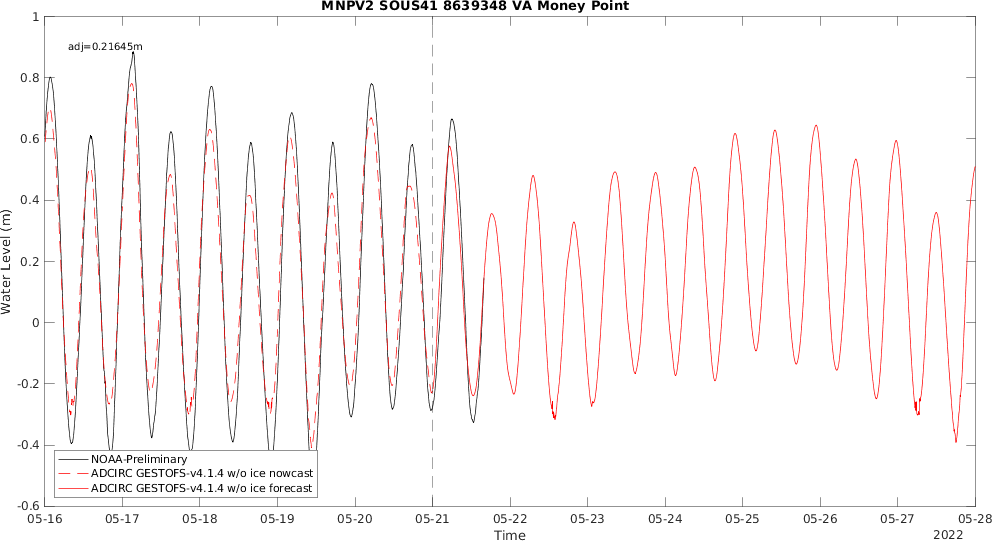 MNPV2 SOUS41 8639348 VA Money Point
1
adj=0.21645m
0.8
0.6
0.4
0.2
0
-0.2
-0.4
-0.6
Water Level (m)
NOAA-Preliminary
ADCIRC GESTOFS-v4.1.4 w/o ice nowcast
ADCIRC GESTOFS-v4.1.4 w/o ice forecast
05-16 05-17 05-18 05-19 05-20 05-21 05-22 05-23 05-24 05-25 05-26 05-27 05-28
Time
2022